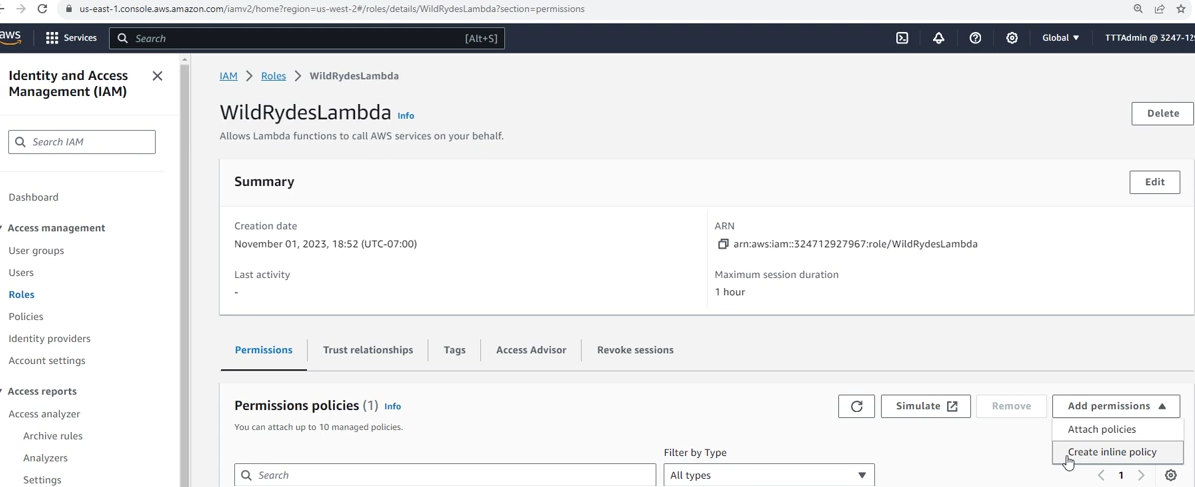 us-east-1.console.aws.amazon.com/iamv2/home?region=us-west-2#/roles/details/WildRydesLambda?section=permissions
aws Services Search [Alt+S] Global TTTAdmin @ 3247-129
Identity and Access
Management (IAM)
Search IAM
Dashboard
Access management
User groups
Users
Roles
Policies
Identity providers
Account settings
Access reports
Access analyzer
Archive rules
Analyzers
Settings
IAM > Roles > WildRydesLambda
WildRydesLambda Info
Delete
Allows Lambda functions to call AWS services on your behalf.
Summary
Edit
Creation date
November 01, 2023, 18:52 (UTC-07:00)
ARN
arn:aws:iam::324712927967:role/WildRydesLambda
Last activity
-
Maximum session duration
1 hour
Permissions Trust relationships Tags Access Advisor Revoke sessions
Permissions policies (1) Info
Simulate Remove Add permissions
You can attach up to 10 managed policies.
Attach policies
Create inline policy
Filter by Type
Search
All types
1